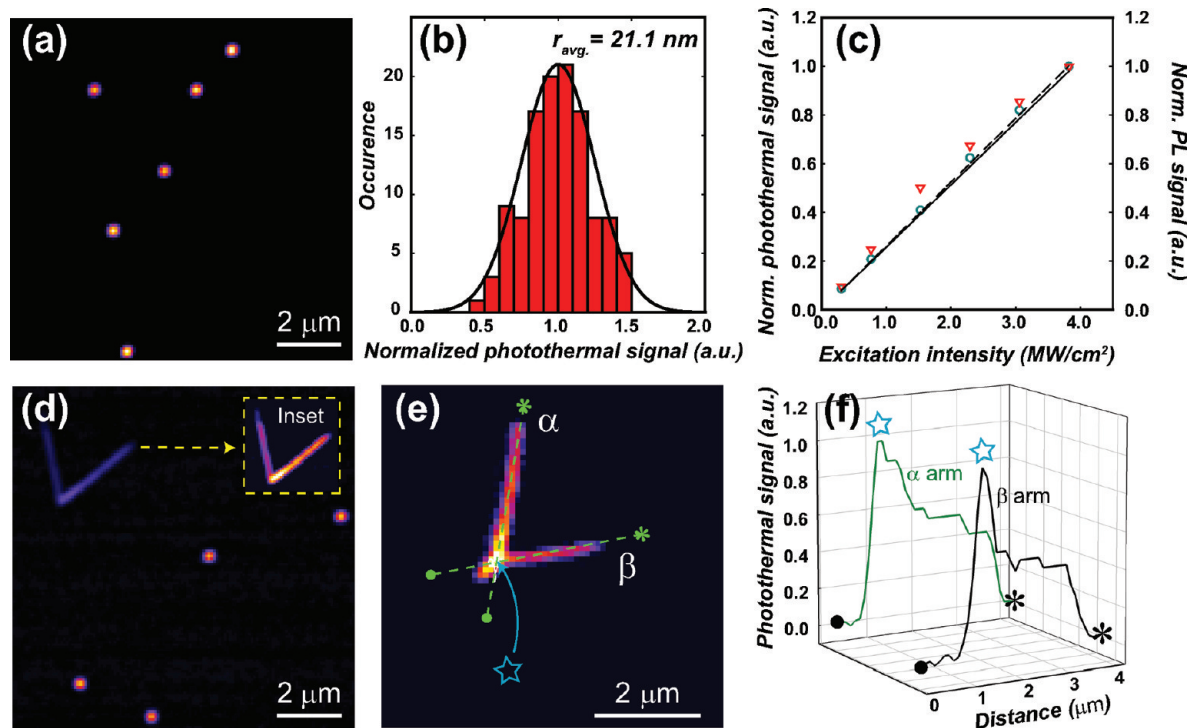 (a)
2 μm
(b)
r avg. = 21.1 nm
20
15
10
5
0
Occurence
0.0
0.5
1.0
1.5
2.0
Normalized photothermal signal (a.u.)
(c)
1.2
1.0
0.8
0.6
0.4
0.2
0.0
Norm. photothermal signal (a.u.)
1.2
1.0
0.8
0.6
0.4
0.2
0.0
Norm. PL signal (a.u.)
0.0
1.0
2.0
3.0
4.0
Excitation intensity (MW/cm²)
(d)
Inset
2 μm
(e)
α
β
2 μm
(f)
1.2
1.0
0.8
0.6
0.4
0.2
0.0
Photothermal signal (a.u.)
α arm
β arm
0
1
2
3
4
Distance (μm)